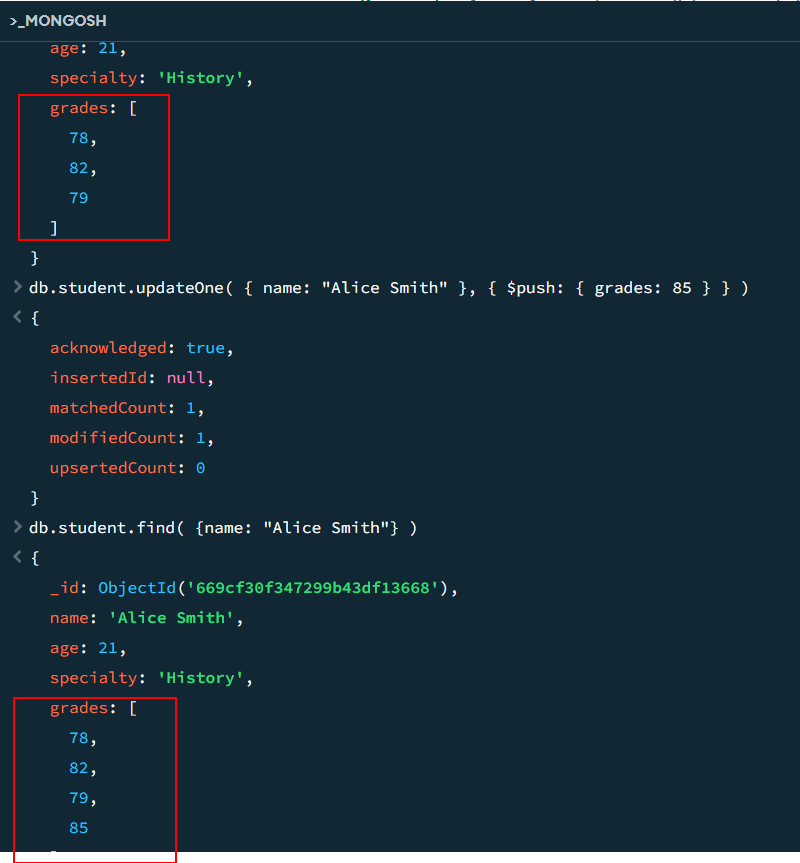 >_MONGOSH
age: 21,
specialty: 'History',
grades: [
78,
82,
79
]
}
> db.student.updateOne( { name: "Alice Smith" }, { $push: { grades: 85 } } )
< {
acknowledged: true,
insertedId: null,
matchedCount: 1,
modifiedCount: 1,
upsertedCount: 0
}
> db.student.find( {name: "Alice Smith"} )
< {
_id: ObjectId('669cf30f347299b43df13668'),
name: 'Alice Smith',
age: 21,
specialty: 'History',
grades: [
78,
82,
79,
85